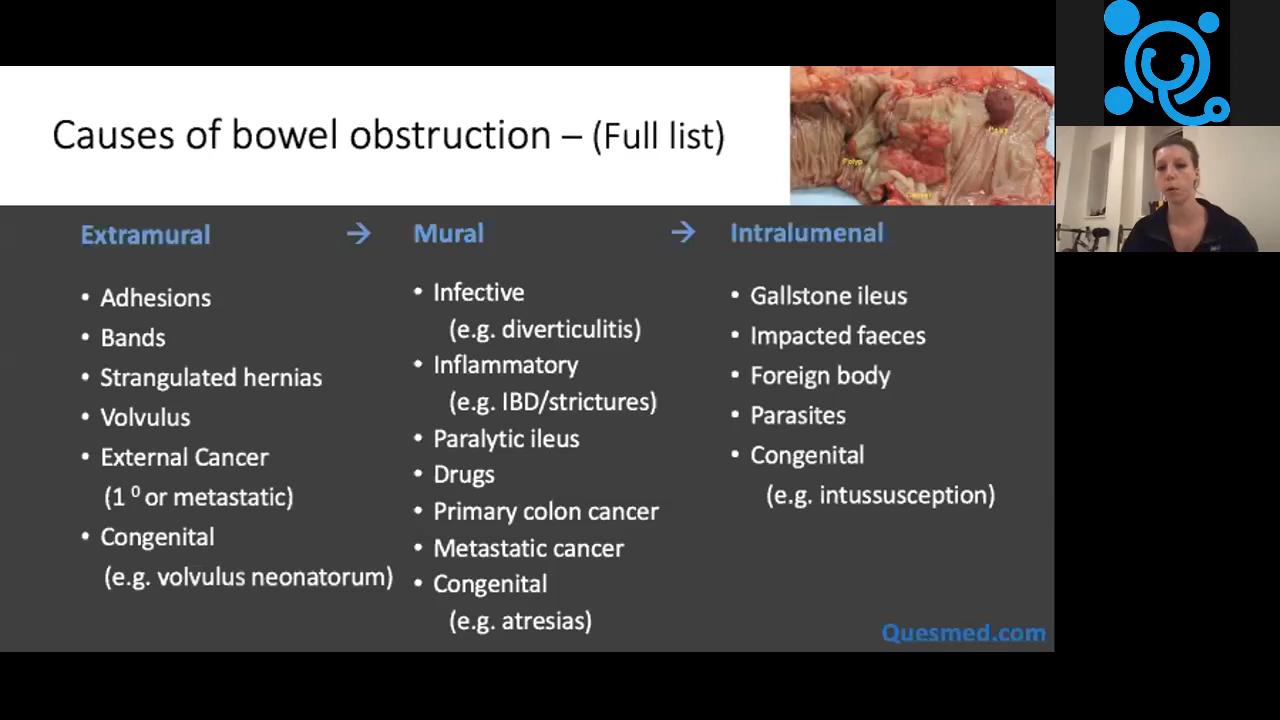 Causes of bowel obstruction – (Full list)
Polyp
Cancer
Extramural → Mural → Intralumenal
• Adhesions
• Bands
• Strangulated hernias
• Volvulus
• External Cancer
(1 ⁰ or metastatic)
• Congenital
(e.g. volvulus neonatorum)
• Infective
(e.g. diverticulitis)
• Inflammatory
(e.g. IBD/strictures)
• Paralytic ileus
• Drugs
• Primary colon cancer
• Metastatic cancer
• Congenital
(e.g. atresias)
• Gallstone ileus
• Impacted faeces
• Foreign body
• Parasites
• Congenital
(e.g. intussusception)
Quesmed.com